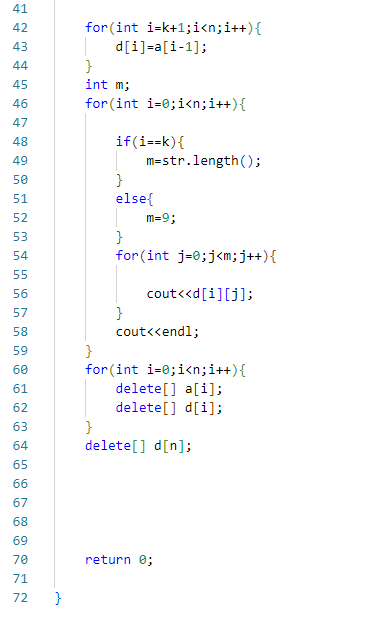 41
42 for(int i=k+1;i<n;i++){
43 d[i]=a[i-1];
44 }
45 int m;
46 for(int i=0;i<n;i++){
47
48 if(i==k){
49 m=str.length();
50 }
51 else{
52 m=9;
53 }
54 for(int j=0;j<m;j++){
55
56 cout<<d[i][j];
57 }
58 cout<<endl;
59 }
60 for(int i=0;i<n;i++){
61 delete[] a[i];
62 delete[] d[i];
63 }
64 delete[] d[n];
65
66
67
68
69
70 return 0;
71
72 }